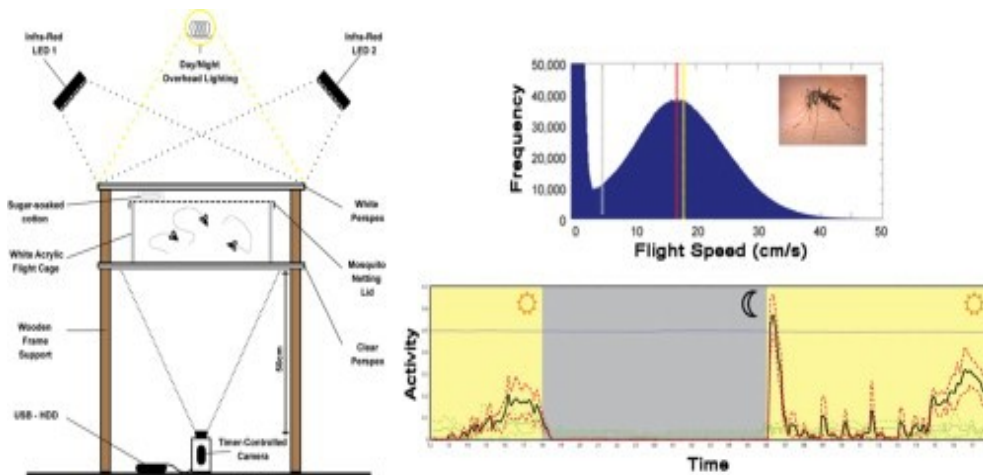 Infra-Red
LED 1
Infra-Red
LED 2
Day/Night
Overhead Lighting
Sugar-soaked
cotton
White Acrylic
Flight Cage
Wooden
Frame
Support
USB - HDD
White
Perspex
Mosquito
Netting
Lid
Clear
Perspex
50cm
Timer-Controlled
Camera
Frequency
50,000
40,000
30,000
20,000
10,000
0
0 10 20 30 40 50
Flight Speed (cm/s)
Activity
Time